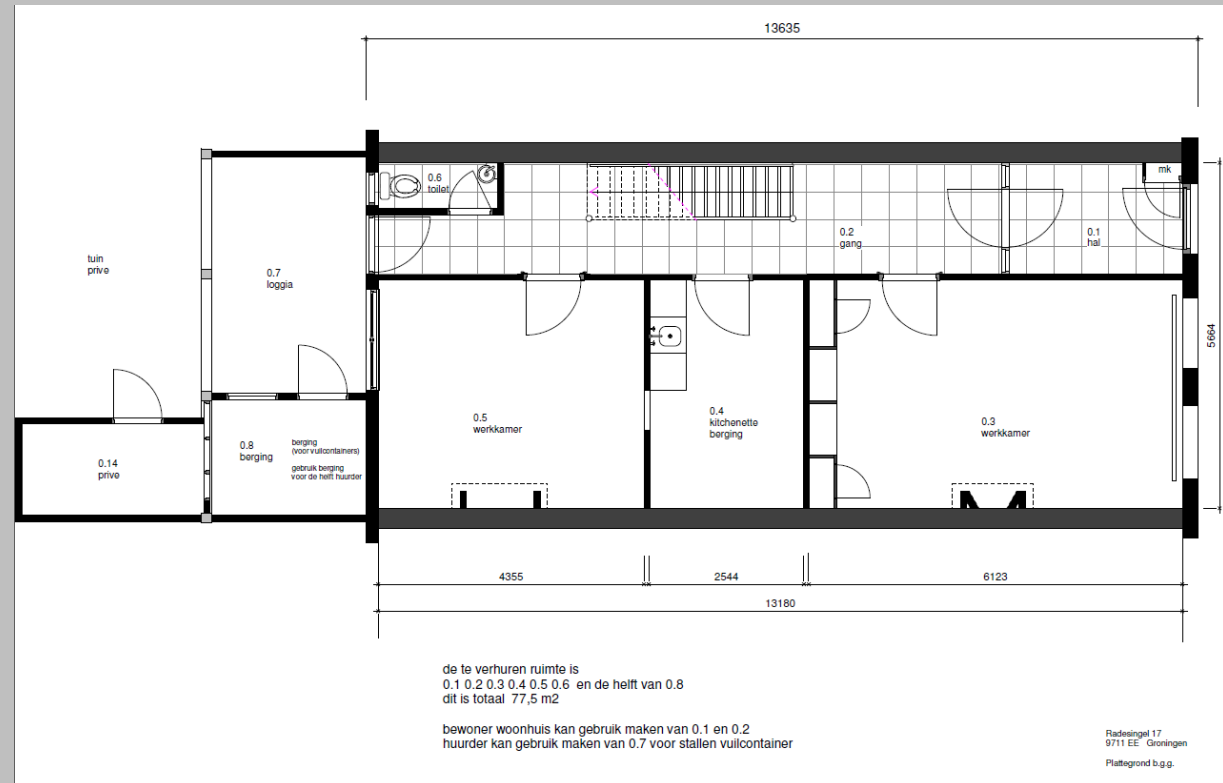 13635
0.6
toilet
mk
0.2
gang
0.1
hal
tuin
prive
0.7
loggia
5664
0.5
werkkamer
0.4
kitchenette
berging
0.3
werkkamer
0.14
prive
0.8
berging
berging
(voor vuilcontainers)
gebruik berging
voor de helft huurder
4355
2544
6123
13180
de te verhuren ruimte is
0.1 0.2 0.3 0.4 0.5 0.6 en de helft van 0.8
dit is totaal 77,5 m2
bewoner woonhuis kan gebruik maken van 0.1 en 0.2
huurder kan gebruik maken van 0.7 voor stallen vuilcontainer
Radesingel 17
9711 EE Groningen
Plattegrond b.g.g.